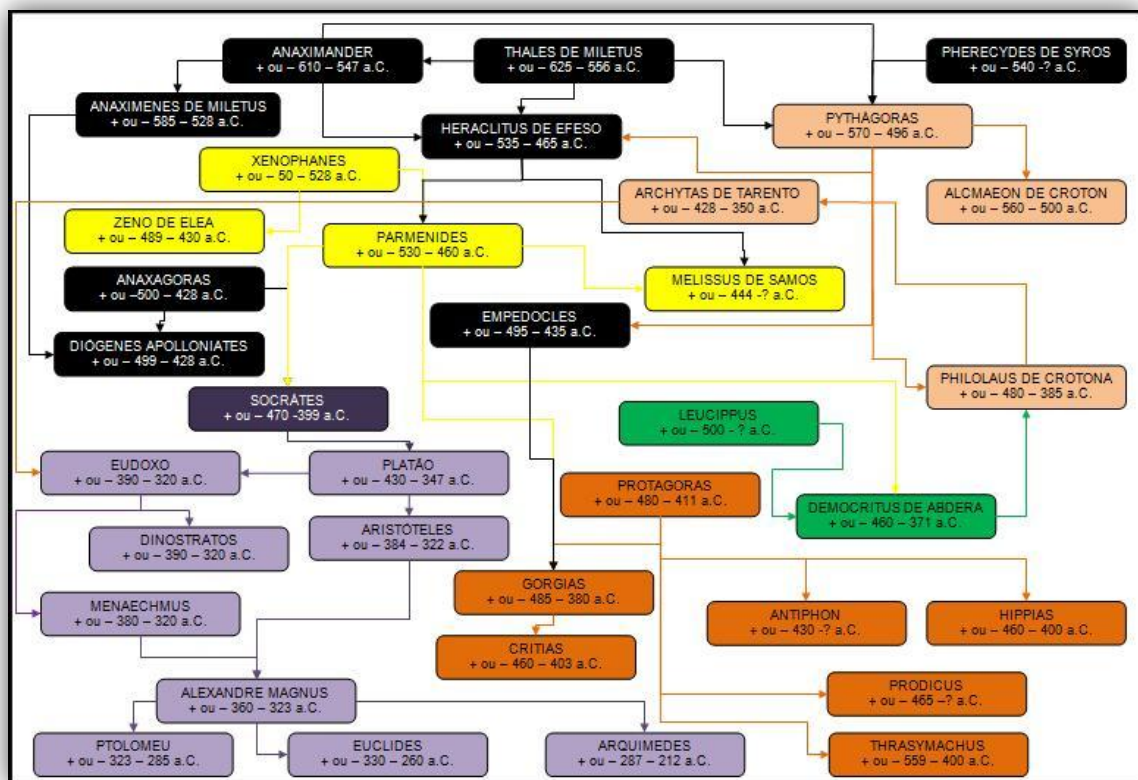 ANAXIMANDER
+ ou – 610 – 547 a.C.
THALES DE MILETUS
+ ou – 625 – 556 a.C.
PHERECYDES DE SYROS
+ ou – 540 -? a.C.
ANAXIMENES DE MILETUS
+ ou – 585 – 528 a.C.
HERACLITUS DE EFESO
+ ou – 535 – 465 a.C.
PYTHÁGORAS
+ ou – 570 – 496 a.C.
XENOPHANES
+ ou – 50 – 528 a.C.
ARCHYTAS DE TARENTO
+ ou – 428 – 350 a.C.
ALCMAEON DE CROTON
+ ou – 560 – 500 a.C.
ZENO DE ELEA
+ ou – 489 – 430 a.C.
PARMENIDES
+ ou – 530 – 460 a.C.
ANAXAGORAS
+ ou –500 – 428 a.C.
MELISSUS DE SAMOS
+ ou – 444 -? a.C.
EMPEDOCLES
+ ou – 495 – 435 a.C.
DIÓGENES APOLLONIATES
+ ou – 499 – 428 a.C.
PHILOLAUS DE CROTONA
+ ou – 480 – 385 a.C.
SOCRÁTES
+ ou – 470 -399 a.C.
LEUCIPPUS
+ ou – 500 - ? a.C.
EUDOXO
+ ou – 390 – 320 a.C.
PLATÃO
+ ou – 430 – 347 a.C.
PROTAGORAS
+ ou – 480 – 411 a.C.
DEMOCRITUS DE ABDERA
+ ou – 460 – 371 a.C.
DINOSTRATOS
+ ou – 390 – 320 a.C.
ARISTÓTELES
+ ou – 384 – 322 a.C.
GORGIAS
+ ou – 485 – 380 a.C.
MENAECHMUS
+ ou – 380 – 320 a.C.
ANTIPHON
+ ou – 430 -? a.C.
HIPPIAS
+ ou – 460 – 400 a.C.
CRITIAS
+ ou – 460 – 403 a.C.
ALEXANDRE MAGNUS
+ ou – 360 – 323 a.C.
PRODICUS
+ ou – 465 –? a.C.
PTOLOMEU
+ ou – 323 – 285 a.C.
EUCLIDES
+ ou – 330 – 260 a.C.
ARQUIMEDES
+ ou – 287 – 212 a.C.
THRASYMACHUS
+ ou – 559 – 400 a.C.